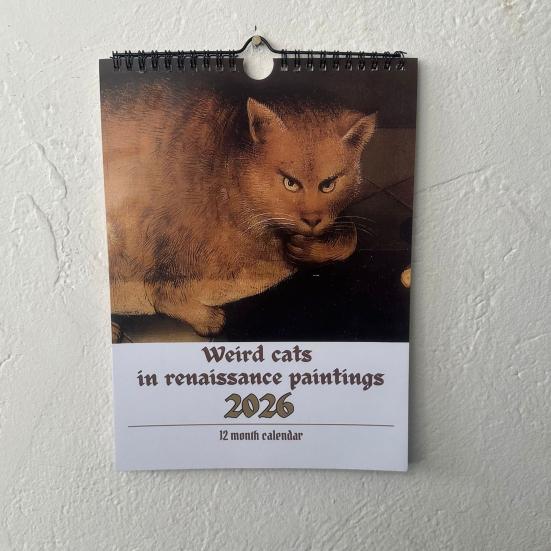 Weird cats
in renaissance paintings
2026
12 month calendar